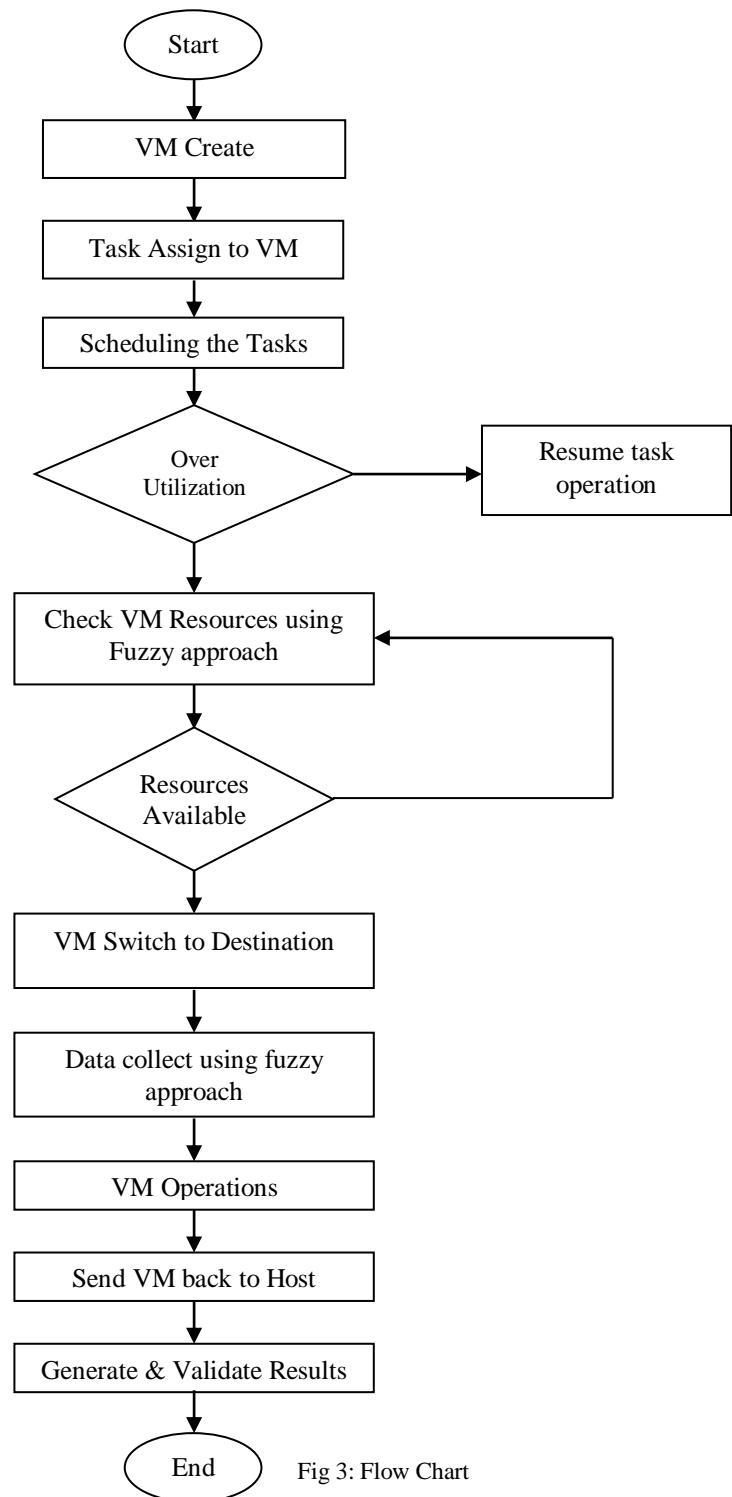 Start
VM Create
Task Assign to VM
Scheduling the Tasks
Over
Utilization
Resume task
operation
Check VM Resources using
Fuzzy approach
Resources
Available
VM Switch to Destination
Data collect using fuzzy
approach
VM Operations
Send VM back to Host
Generate & Validate Results
End
Fig 3: Flow Chart